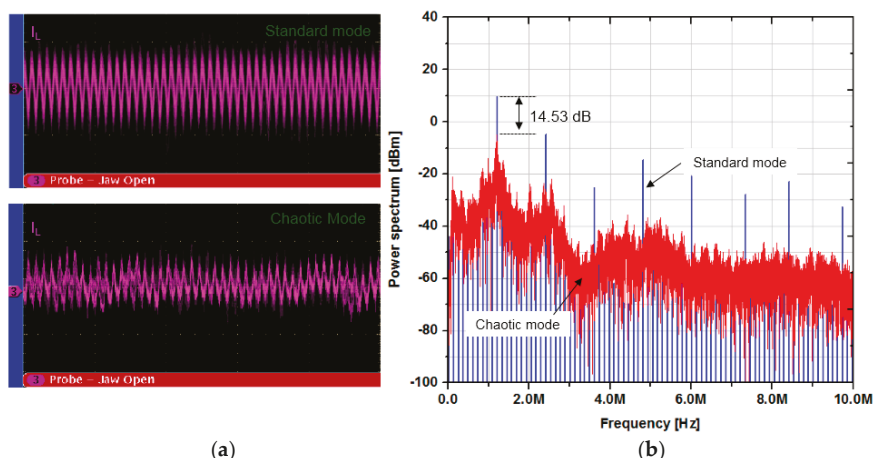 I_L
Standard mode
3
3 Probe – Jaw Open
I_L
Chaotic Mode
3
3 Probe – Jaw Open
(a)
40
20
0
-20
-40
-60
-80
-100
Power spectrum [dBm]
14.53 dB
Standard mode
Chaotic mode
0.0
2.0M
4.0M
6.0M
8.0M
10.0M
Frequency [Hz]
(b)